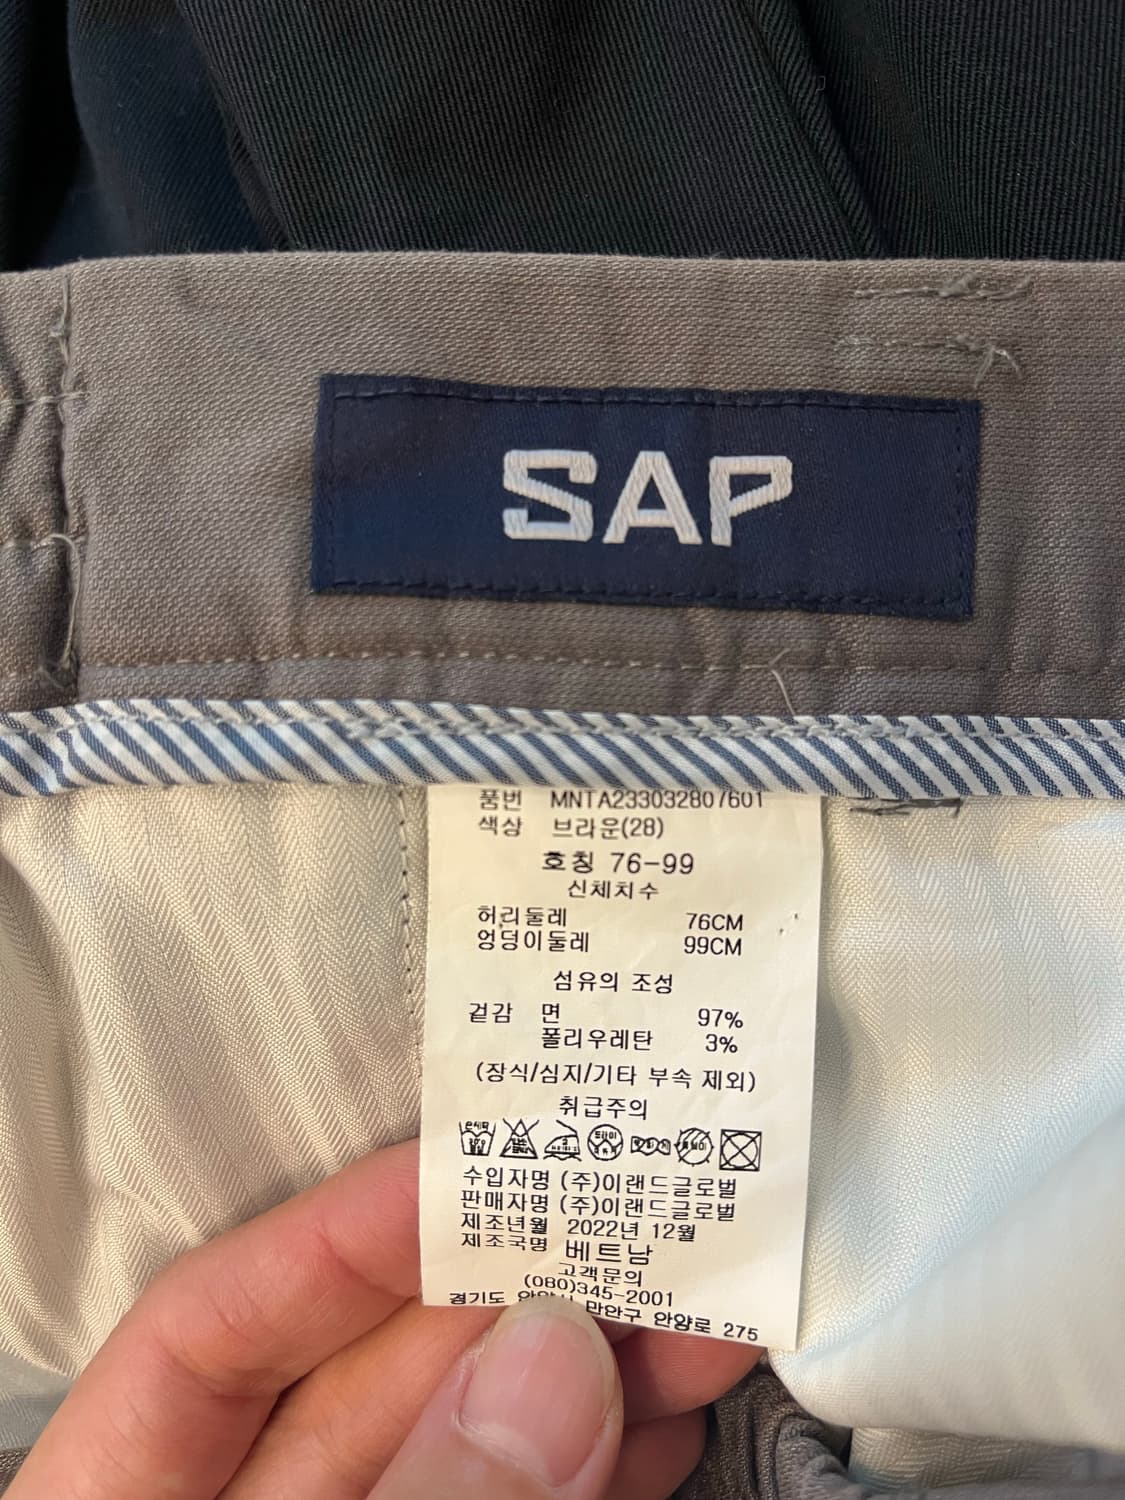 SAP
품번 MNTA233032807601
색상 브라운(28)
호칭 76-99
신체치수
허리둘레 76CM
엉덩이둘레 99CM
섬유의 조성
겉감 면 97%
폴리우레탄 3%
(장식/심지/기타 부속 제외)
취급주의
수입자명 (주)이랜드글로벌
판매자명 (주)이랜드글로벌
제조년월 2022년 12월
제조국명 베트남
고객문의
(080)345-2001
경기도 만안구 안양로 275